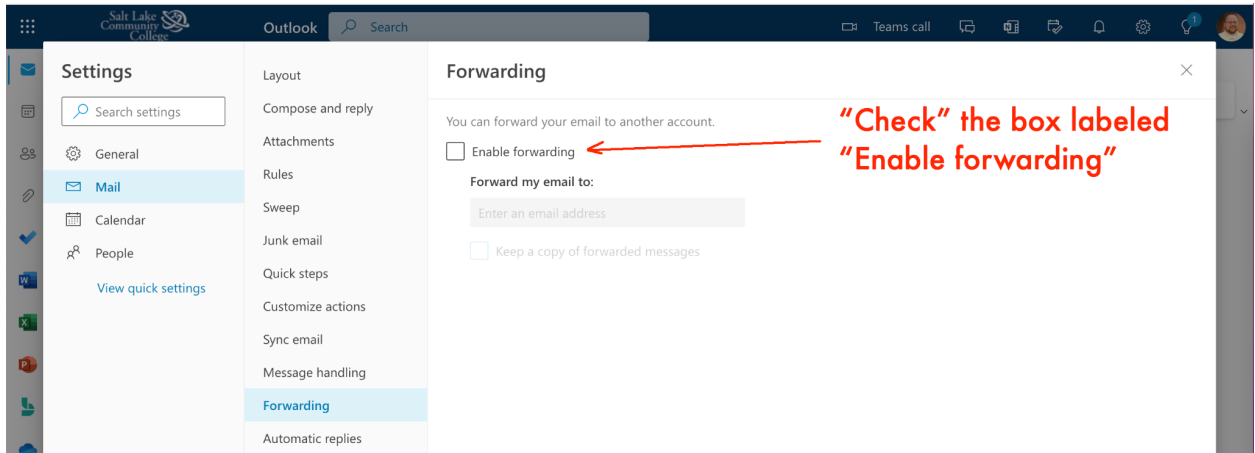 Salt Lake
Community
College
Outlook
Search
Teams call
1
Settings
Search settings
General
Mail
Calendar
People
View quick settings
Layout
Compose and reply
Attachments
Rules
Sweep
Junk email
Quick steps
Customize actions
Sync email
Message handling
Forwarding
Automatic replies
Forwarding
You can forward your email to another account.
Enable forwarding
Forward my email to:
Enter an email address
Keep a copy of forwarded messages
“Check” the box labeled
“Enable forwarding”